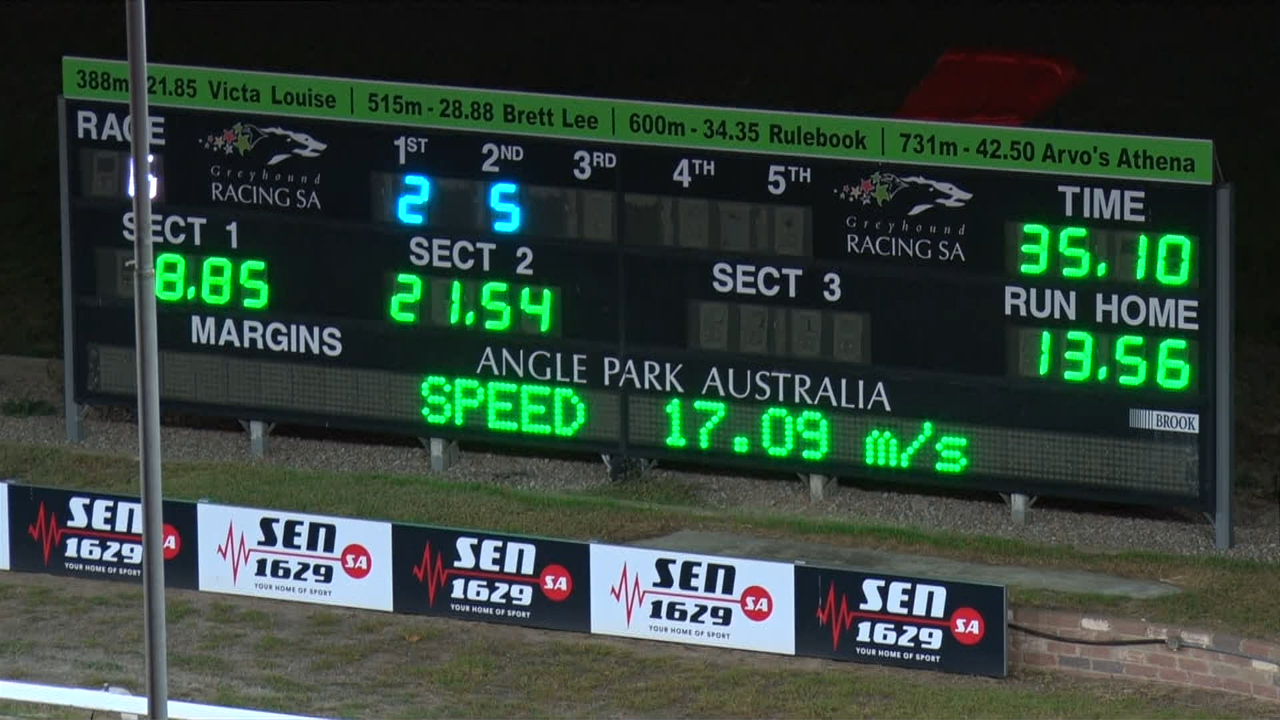 388m 21.85 Victa Louise | 515m - 28.88 Brett Lee | 600m - 34.35 Rulebook | 731m - 42.50 Arvo's Athena
RACE
Greyhound
RACING SA
1ST 2ND 3RD 4TH 5TH
2 5
Greyhound
RACING SA
TIME
35.10
SECT 1
8.85
SECT 2
21.54
SECT 3
RUN HOME
13.56
MARGINS
ANGLE PARK AUSTRALIA
SPEED 17.09 m/s
BROOK
SEN
1629 SA
YOUR HOME OF SPORT
SEN
1629 SA
YOUR HOME OF SPORT
SEN
1629 SA
YOUR HOME OF SPORT
SEN
1629 SA
YOUR HOME OF SPORT
SEN
1629 SA
YOUR HOME OF SPORT